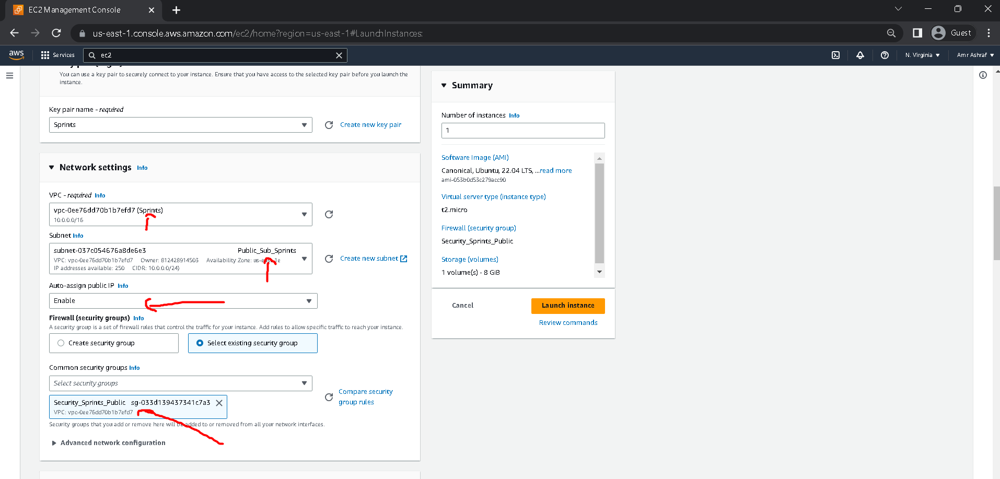 EC2 Management Console
us-east-1.console.aws.amazon.com/ec2/home?region=us-east-1#LaunchInstances:
Guest
aws
Services
ec2
N. Virginia
Amr Ashraf
You can use a key pair to securely connect to your instance. Ensure that you have access to the selected key pair before you launch the
instance.
Key pair name - required
Sprints
Create new key pair
Network settings Info
VPC - required Info
vpc-0ee76dd70b1b7efd7 (Sprints)
10.0.0.0/16
Subnet Info
subnet-037c054676a8de6e3 Public_Sub_Sprints
VPC: vpc-0ee76dd70b1b7efd7 Owner: 812428914503 Availability Zone: us-east-1e
IP addresses available: 250 CIDR: 10.0.0.0/24)
Create new subnet
Auto-assign public IP Info
Enable
Firewall (security groups) Info
A security group is a set of firewall rules that control the traffic for your instance. Add rules to allow specific traffic to reach your instance.
Create security group
Select existing security group
Common security groups Info
Select security groups
Security_Sprints_Public sg-033d139437341c7a3
VPC: vpc-0ee76dd70b1b7efd7
Compare security
group rules
Security groups that you add or remove here will be added to or removed from all your network interfaces.
Advanced network configuration
Summary
Number of instances Info
1
Software Image (AMI)
Canonical, Ubuntu, 22.04 LTS, ...read more
ami-053b0d53c279acc90
Virtual server type (instance type)
t2.micro
Firewall (security group)
Security_Sprints_Public
Storage (volumes)
1 volume(s) - 8 GiB
Cancel
Launch instance
Review commands